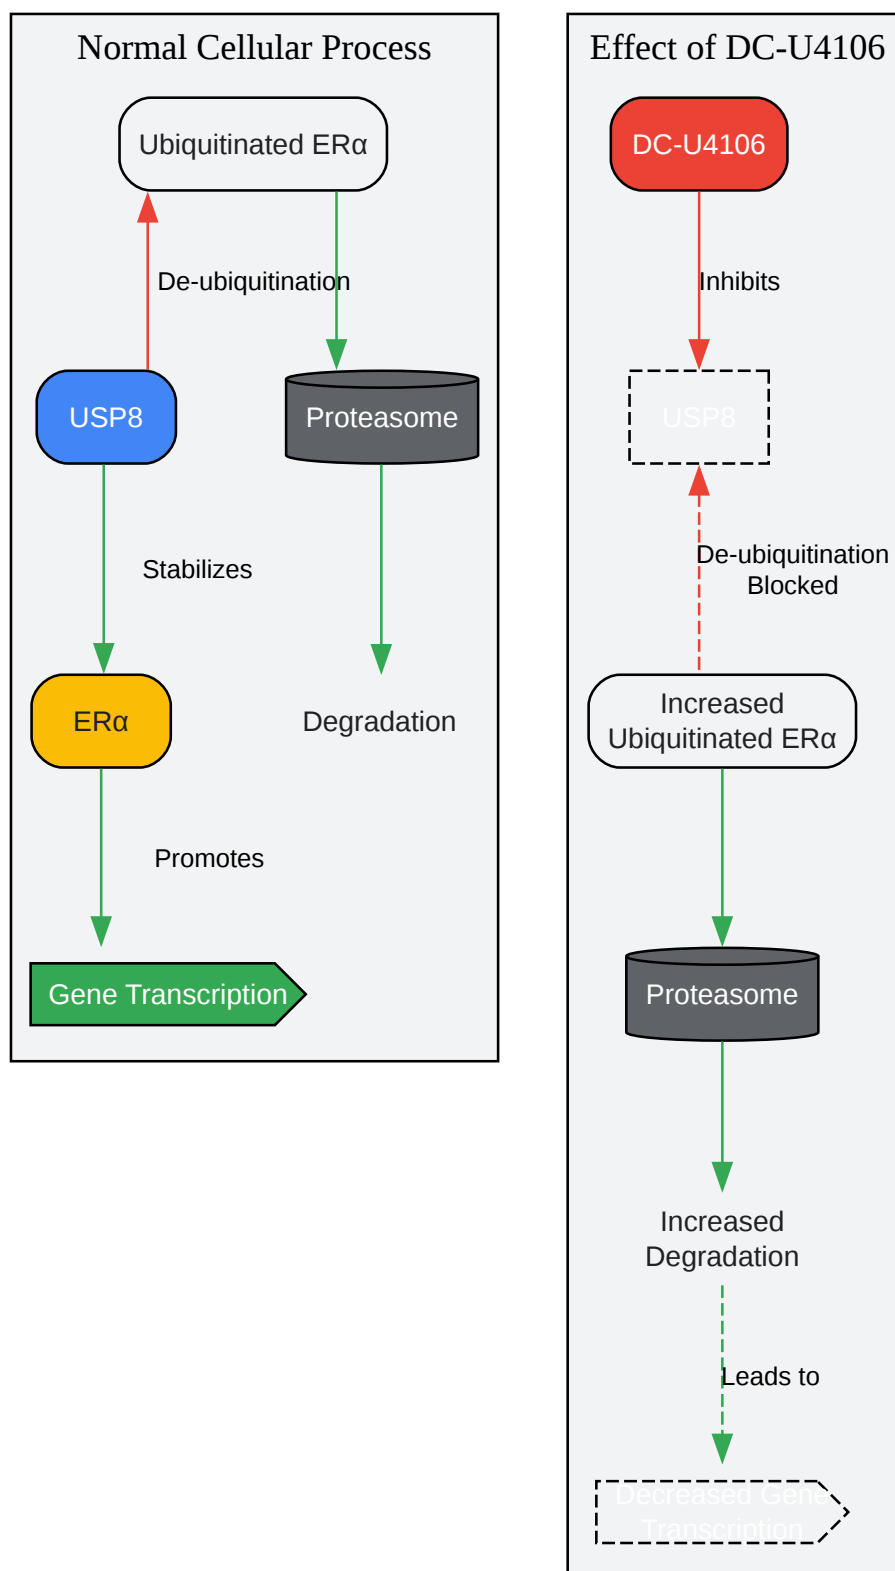 Normal Cellular Process
Ubiquitinated ERα
De-ubiquitination
USP8
Proteasome
Stabilizes
ERα
Degradation
Promotes
Gene Transcription
Effect of DC-U4106
DC-U4106
Inhibits
USP8
De-ubiquitination
Blocked
Increased
Ubiquitinated ERα
Proteasome
Increased
Degradation
Leads to
Decreased Gene
Transcription